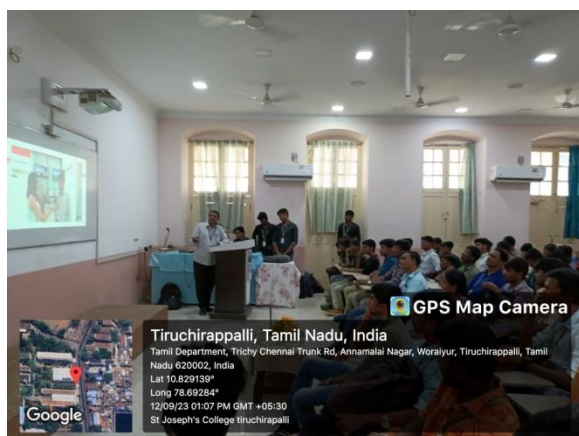 GPS Map Camera
Tiruchirappalli, Tamil Nadu, India
Tamil Department, Trichy Chennai Trunk Rd, Annamalai Nagar, Woraiyur, Tiruchirappalli, Tamil
Nadu 620002, India
Lat 10.829139°
Long 78.69284°
12/09/23 01:07 PM GMT +05:30
St Joseph's College tiruchirapalli
Google